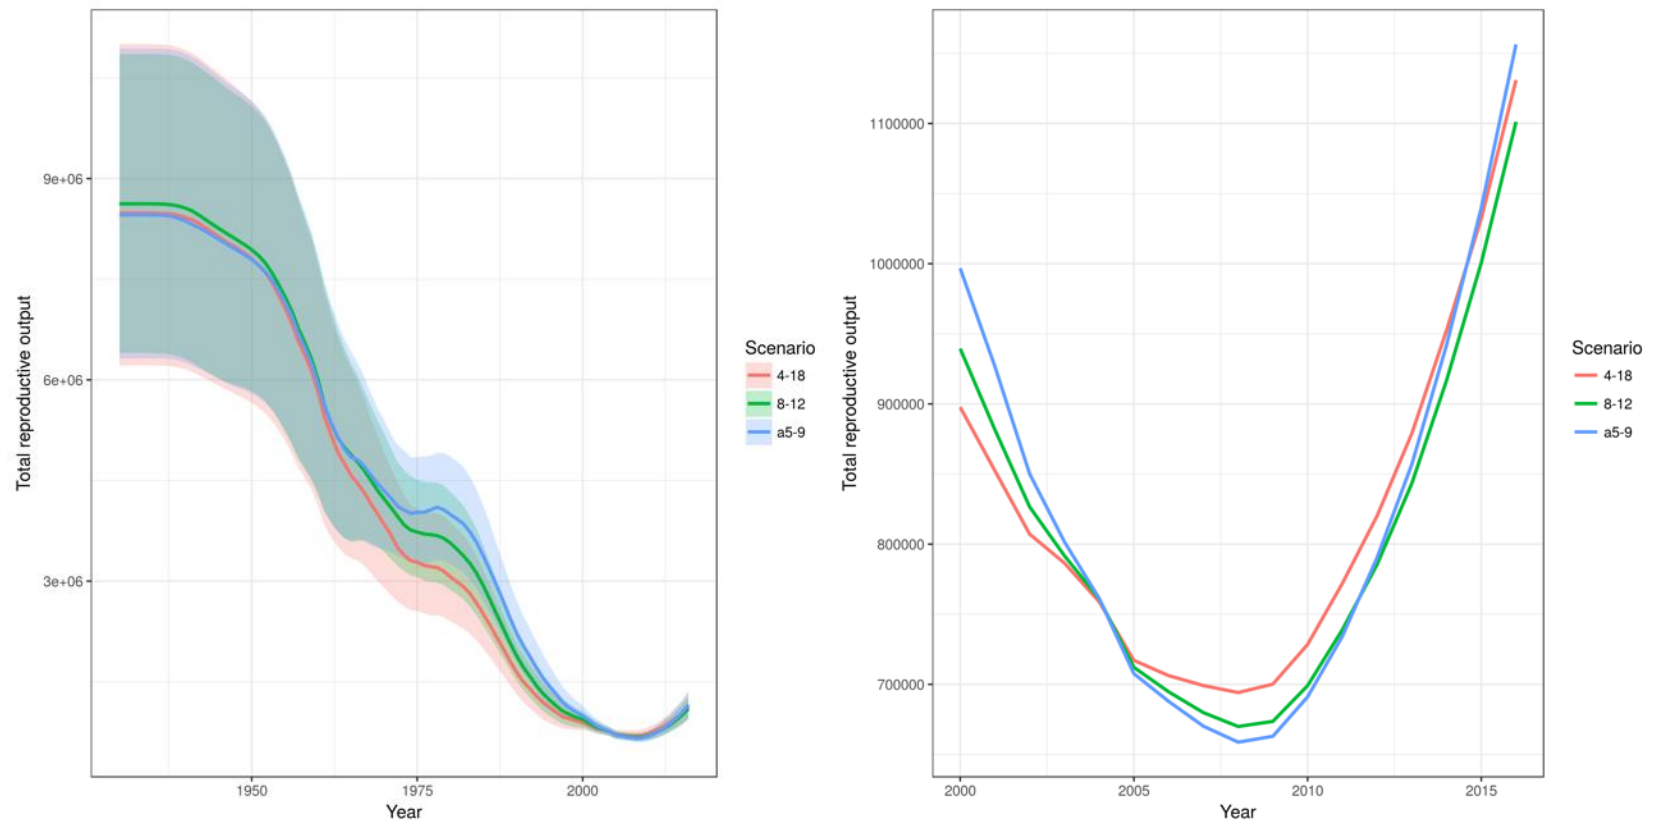 9e+06
6e+06
3e+06
Total reproductive output
1950
1975
2000
Year
Scenario
4-18
8-12
a5-9
1100000
1000000
900000
800000
700000
Total reproductive output
2000
2005
2010
2015
Year
Scenario
4-18
8-12
a5-9